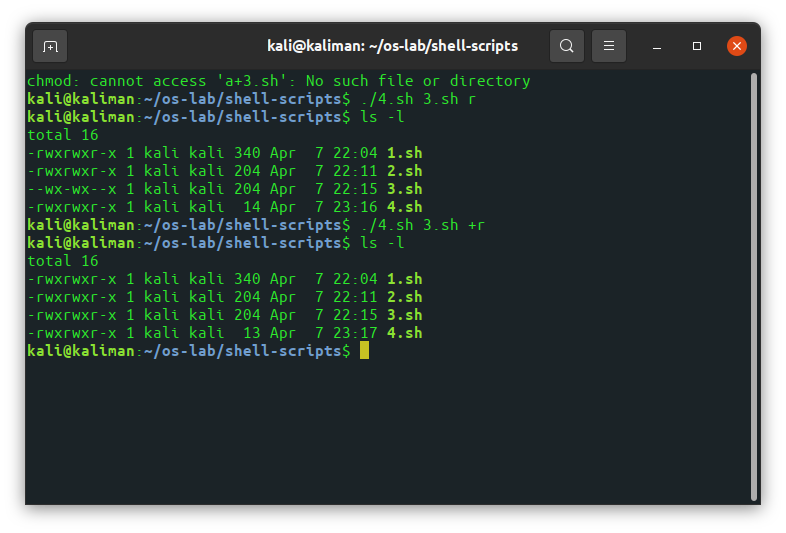 kali@kaliman: ~/os-lab/shell-scripts
chmod: cannot access 'a+3.sh': No such file or directory
kali@kaliman:~/os-lab/shell-scripts$ ./4.sh 3.sh r
kali@kaliman:~/os-lab/shell-scripts$ ls -l
total 16
-rwxrwxr-x 1 kali kali 340 Apr  7 22:04 1.sh
-rwxrwxr-x 1 kali kali 204 Apr  7 22:11 2.sh
--wx-wx--x 1 kali kali 204 Apr  7 22:15 3.sh
-rwxrwxr-x 1 kali kali  14 Apr  7 23:16 4.sh
kali@kaliman:~/os-lab/shell-scripts$ ./4.sh 3.sh +r
kali@kaliman:~/os-lab/shell-scripts$ ls -l
total 16
-rwxrwxr-x 1 kali kali 340 Apr  7 22:04 1.sh
-rwxrwxr-x 1 kali kali 204 Apr  7 22:11 2.sh
-rwxrwxr-x 1 kali kali 204 Apr  7 22:15 3.sh
-rwxrwxr-x 1 kali kali  13 Apr  7 23:17 4.sh
kali@kaliman:~/os-lab/shell-scripts$